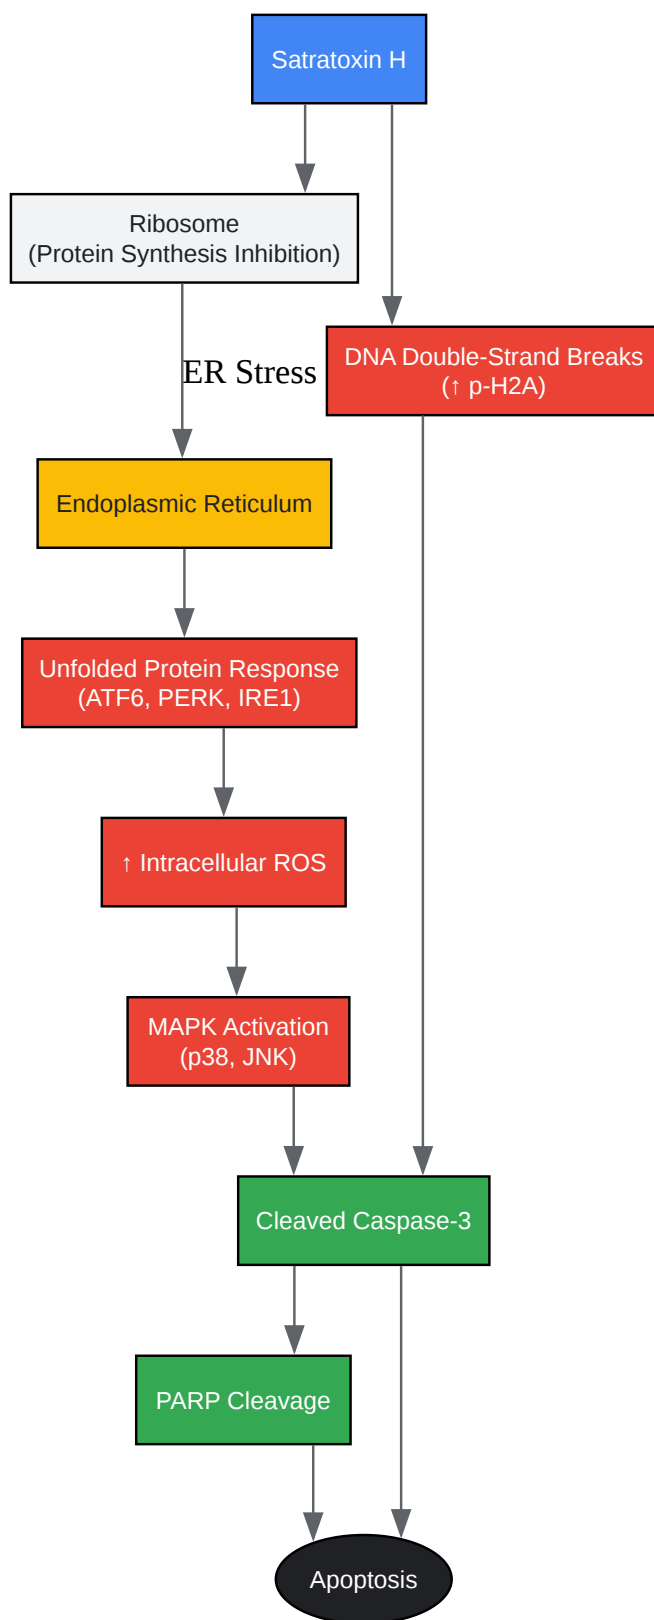 Satratoxin H
Ribosome
(Protein Synthesis Inhibition)
DNA Double-Strand Breaks
(↑ p-H2A)
ER Stress
Endoplasmic Reticulum
Unfolded Protein Response
(ATF6, PERK, IRE1)
↑ Intracellular ROS
MAPK Activation
(p38, JNK)
Cleaved Caspase-3
PARP Cleavage
Apoptosis